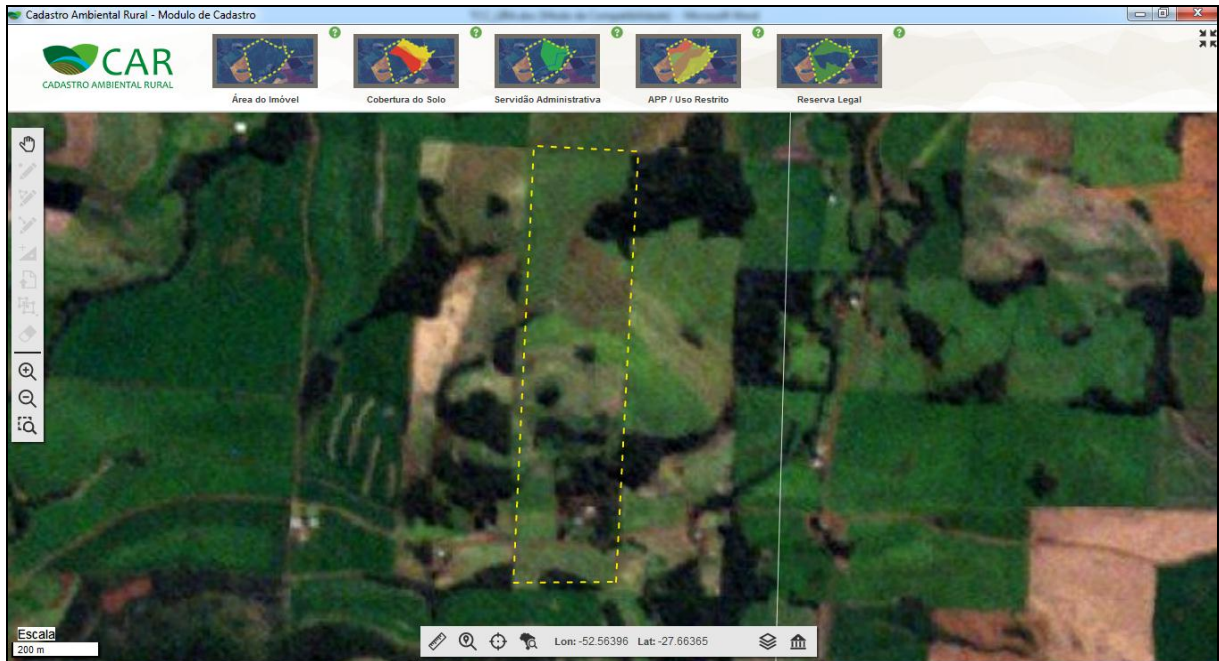 Cadastro Ambiental Rural - Modulo de Cadastro
CAR
CADASTRO AMBIENTAL RURAL
?
?
?
?
?
Área do Imóvel
Cobertura do Solo
Servidão Administrativa
APP / Uso Restrito
Reserva Legal
Escala
200 m
Lon: -52.56396 Lat: -27.66365